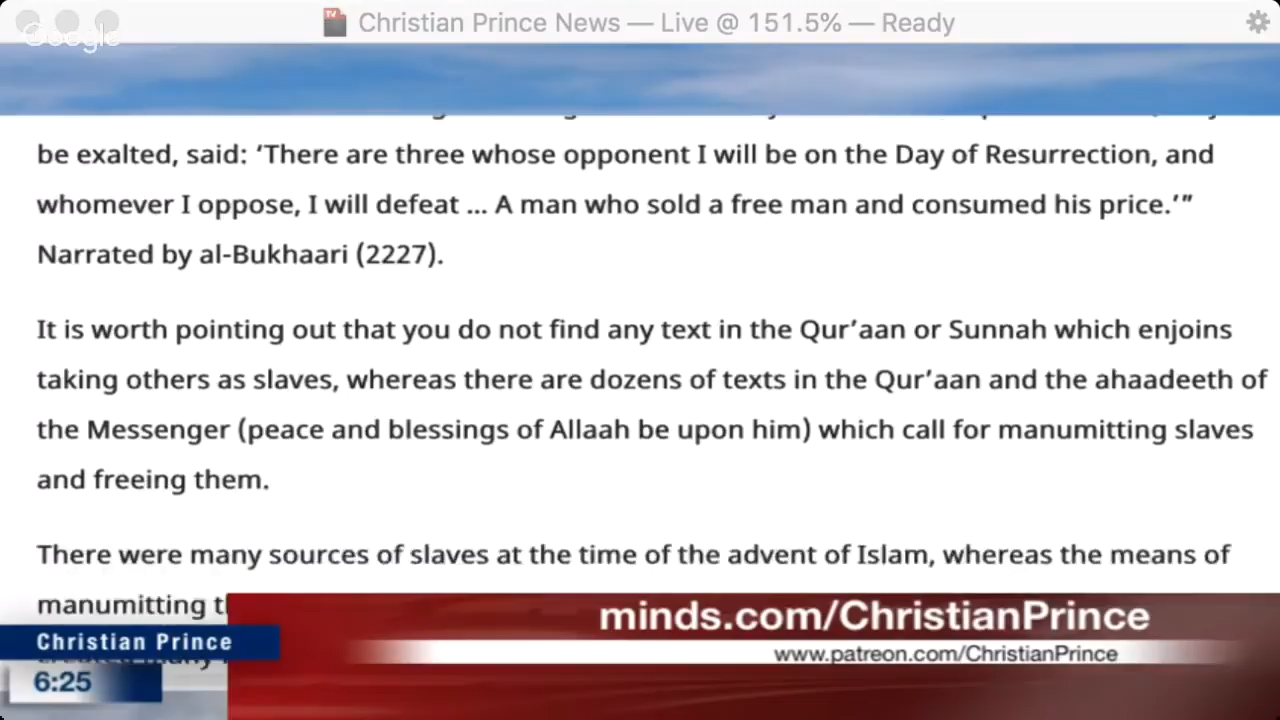 Christian Prince News — Live @ 151.5% — Ready
Google
be exalted, said: ‘There are three whose opponent I will be on the Day of Resurrection, and
whomever I oppose, I will defeat ... A man who sold a free man and consumed his price.’”
Narrated by al-Bukhaari (2227).
It is worth pointing out that you do not find any text in the Qur’aan or Sunnah which enjoins
taking others as slaves, whereas there are dozens of texts in the Qur’aan and the ahaadeeth of
the Messenger (peace and blessings of Allaah be upon him) which call for manumitting slaves
and freeing them.
There were many sources of slaves at the time of the advent of Islam, whereas the means of
manumitting
minds.com/ChristianPrince
Christian Prince
www.patreon.com/ChristianPrince
6:25